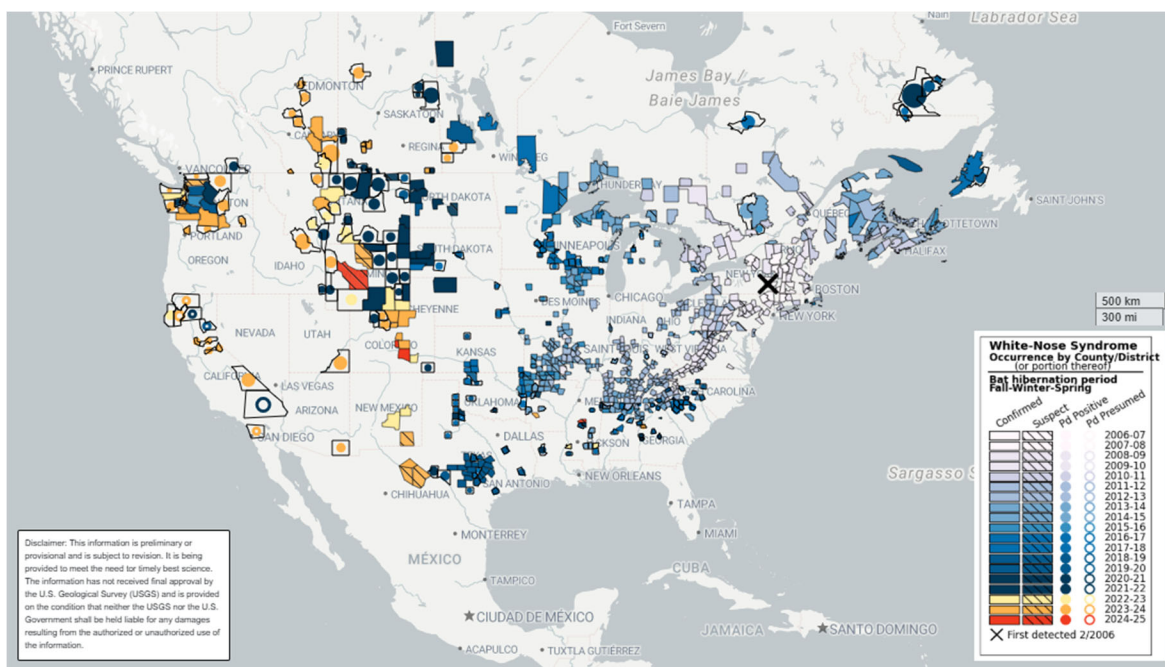 Nain
Labrador Sea
Fort Severn
PRINCE RUPERT
James Bay /
Baie James
EDMONTON
SASKATOON
REGINA
THUNDER BAY
VANCOUVER
NORTH DAKOTA
QUÉBEC
SAINT JOHN'S
HALIFAX
PORTLAND
OREGON
MINNEAPOLIS
SOUTH DAKOTA
IDAHO
BOSTON
DES MOINES
CHICAGO
CHEYENNE
NEW YORK
500 km
300 mi
NEVADA
UTAH
INDIANA
OHIO
COLORADO
KANSAS
SAINT LOUIS
WEST VIRGINIA
CALIFORNIA
LAS VEGAS
ARIZONA
NEW MEXICO
OKLAHOMA
SAN DIEGO
DALLAS
JACKSON
GEORGIA
SAN ANTONIO
NEW ORLEANS
Sargasso S
CHIHUAHUA
TAMPA
MIAMI
MONTERREY
MÉXICO
CUBA
TAMPICO
CIUDAD DE MÉXICO
JAMAICA
SANTO DOMINGO
ACAPULCO
TUXTLA GUTIÉRREZ
White-Nose Syndrome
Occurrence by County/District
(or portion thereof)
Bat hibernation period
Fall-Winter-Spring
Confirmed
Suspect
Pd Positive
Pd Presumed
2006-07
2007-08
2008-09
2009-10
2010-11
2011-12
2012-13
2013-14
2014-15
2015-16
2016-17
2017-18
2018-19
2019-20
2020-21
2021-22
2022-23
2023-24
2024-25
First detected 2/2006
Disclaimer: This information is preliminary or
provisional and is subject to revision. It is being
provided to meet the need tor timely best science.
The information has not received final approval by
the U.S. Geological Survey (USGS) and is provided
on the condition that neither the USGS nor the U.S.
Government shall be held liable for any damages
resulting from the authorized or unauthorized use of
the information.